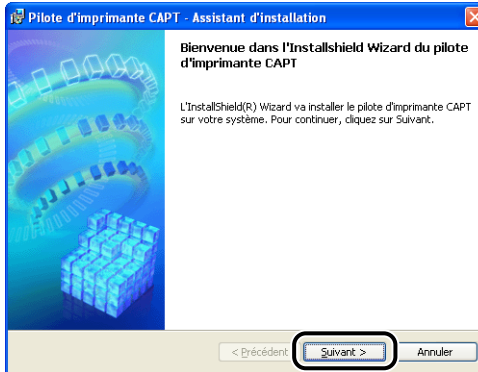 Pilote d'imprimante CAPT - Assistant d'installation
Bienvenue dans l'Installshield Wizard du pilote
d'imprimante CAPT
L'InstallShield(R) Wizard va installer le pilote d'imprimante CAPT
sur votre système. Pour continuer, cliquez sur Suivant.
< Précédent
Suivant >
Annuler